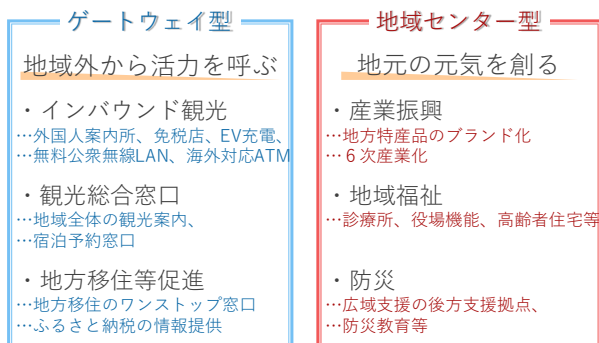 ゲートウェイ型
地域外から活力を呼ぶ
・インバウンド観光
…外国人案内所、免税店、EV充電、
…無料公衆無線LAN、海外対応ATM
・観光総合窓口
…地域全体の観光案内、
…宿泊予約窓口
・地方移住等促進
…地方移住のワンストップ窓口
…ふるさと納税の情報提供
地域センター型
地元の元気を創る
・産業振興
…地方特産品のブランド化
…６次産業化
・地域福祉
…診療所、役場機能、高齢者住宅等
・防災
…広域支援の後方支援拠点、
…防災教育等